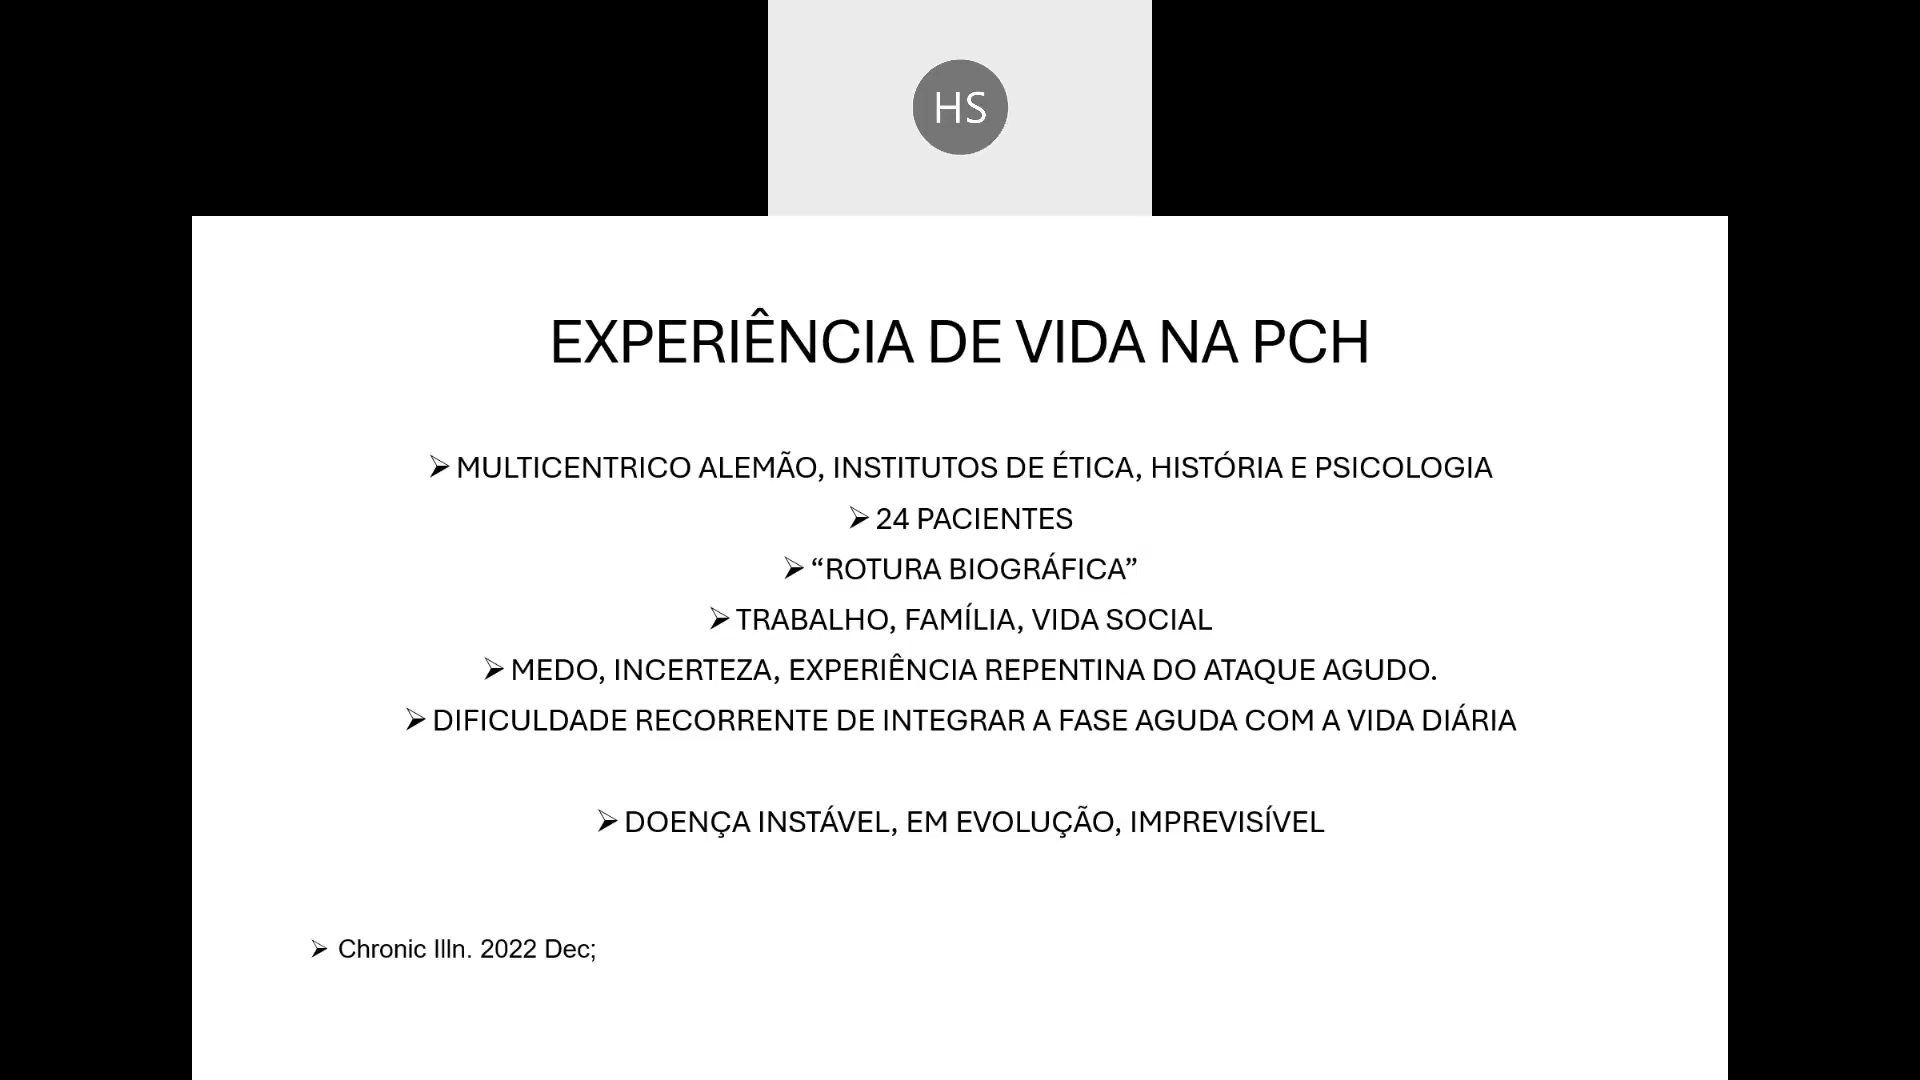 HS
EXPERIÊNCIA DE VIDA NA PCH
➢ MULTICENTRICO ALEMÃO, INSTITUTOS DE ÉTICA, HISTÓRIA E PSICOLOGIA
➢ 24 PACIENTES
➢ “ROTURA BIOGRÁFICA”
➢ TRABALHO, FAMÍLIA, VIDA SOCIAL
➢ MEDO, INCERTEZA, EXPERIÊNCIA REPENTINA DO ATAQUE AGUDO.
➢ DIFICULDADE RECORRENTE DE INTEGRAR A FASE AGUDA COM A VIDA DIÁRIA
➢ DOENÇA INSTÁVEL, EM EVOLUÇÃO, IMPREVISÍVEL
➢ Chronic Illn. 2022 Dec;